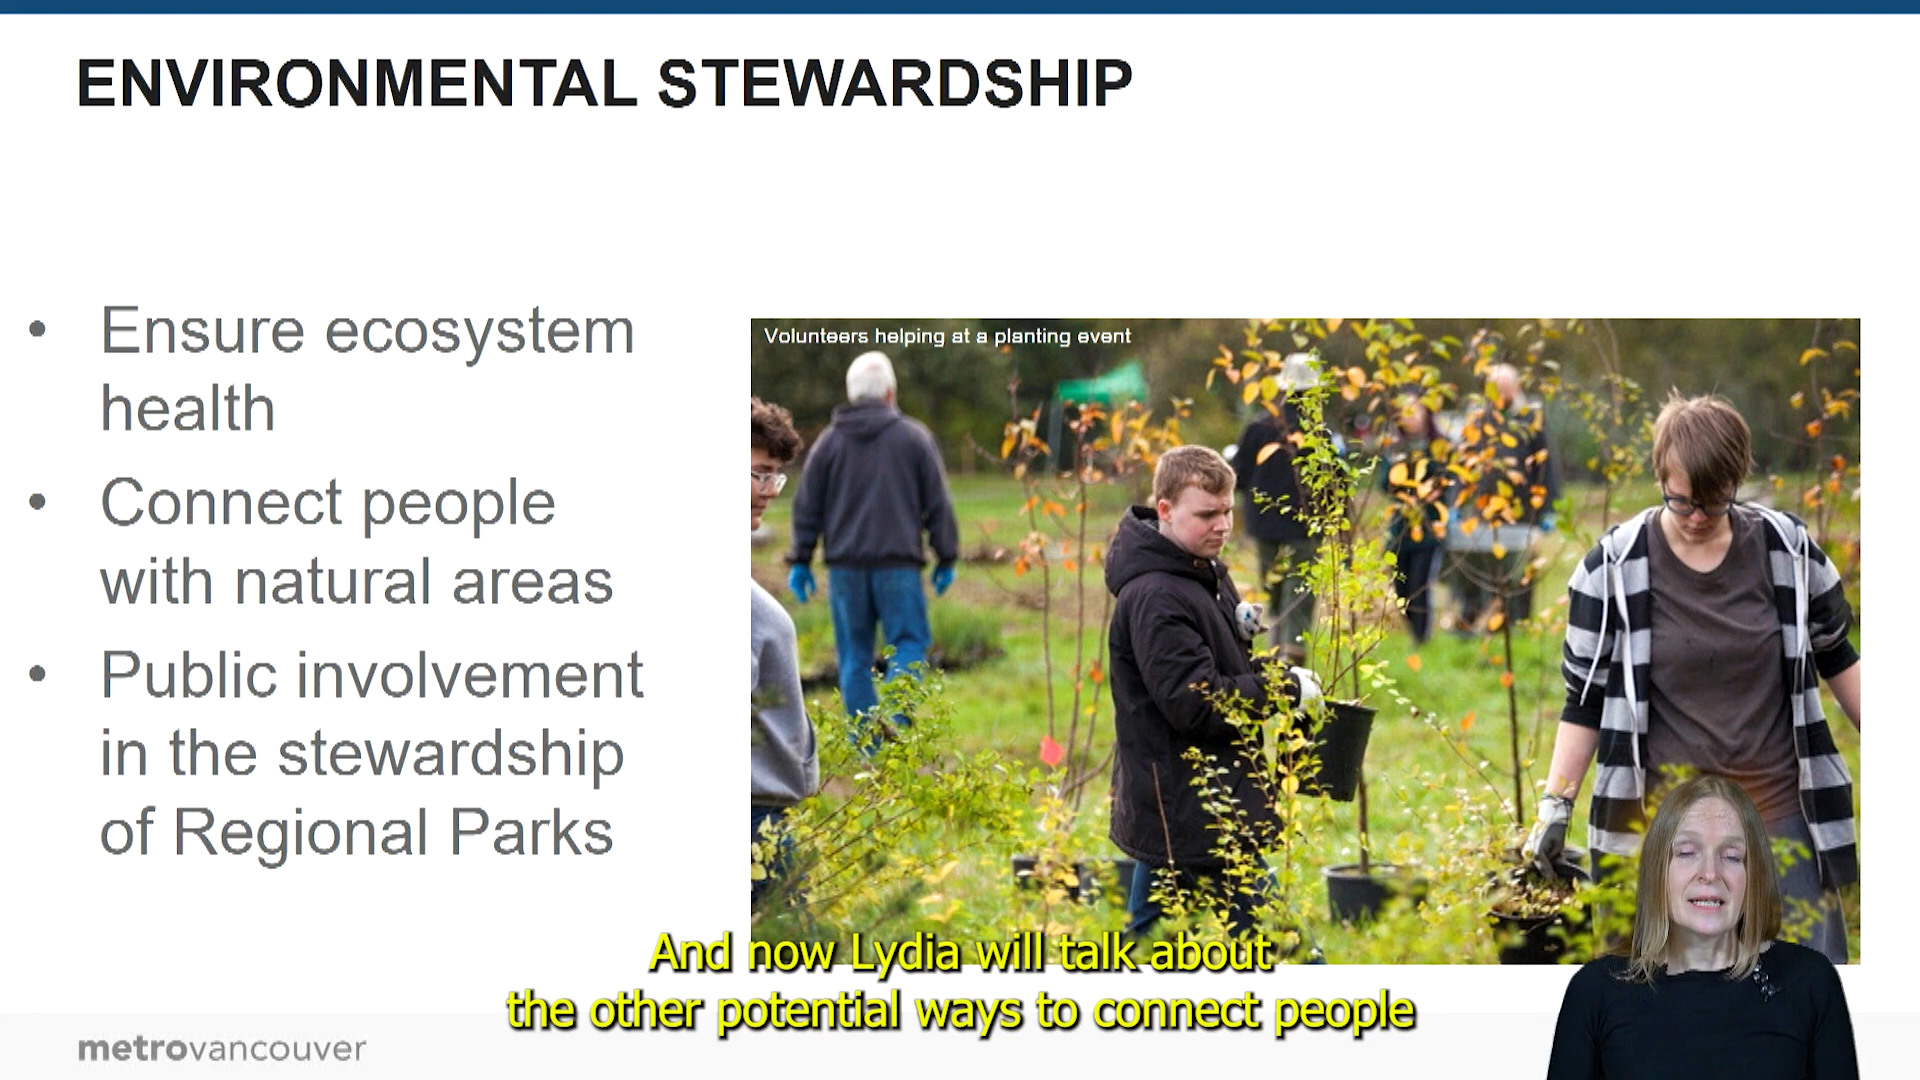 ENVIRONMENTAL STEWARDSHIP
• Ensure ecosystem
health
• Connect people
with natural areas
• Public involvement
in the stewardship
of Regional Parks
Volunteers helping at a planting event
And now Lydia will talk about
the other potential ways to connect people
metrovancouver